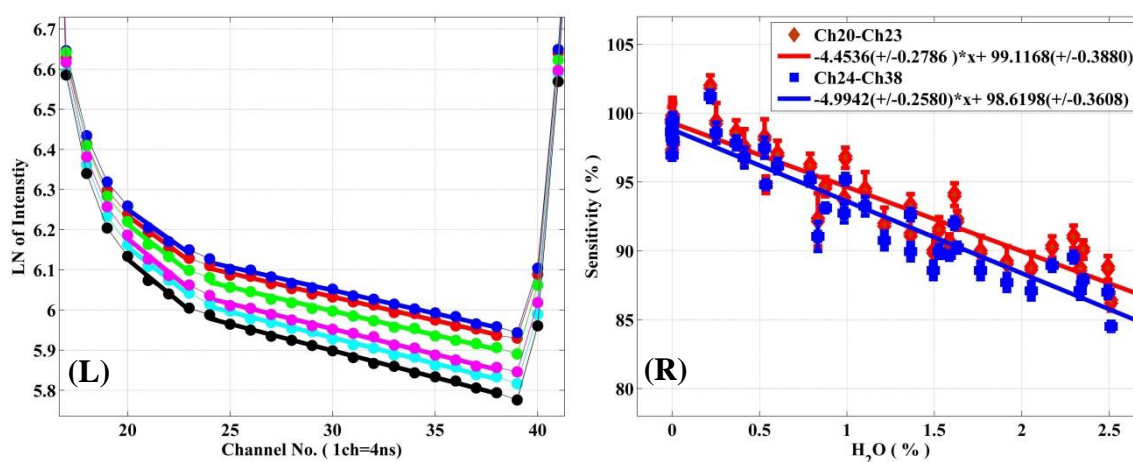 6.7
6.6
6.5
6.4
6.3
6.2
6.1
6
5.9
5.8
LN of Intenstiy
20 25 30 35 40
Channel No. ( 1ch=4ns)
(L)
105
100
95
90
85
80
Sensitivity ( % )
Ch20-Ch23
-4.4536(+/-0.2786 )*x+ 99.1168(+/-0.3880)
Ch24-Ch38
-4.9942(+/-0.2580)*x+ 98.6198(+/-0.3608)
(R)
0 0.5 1 1.5 2 2.5
H₂O ( % )